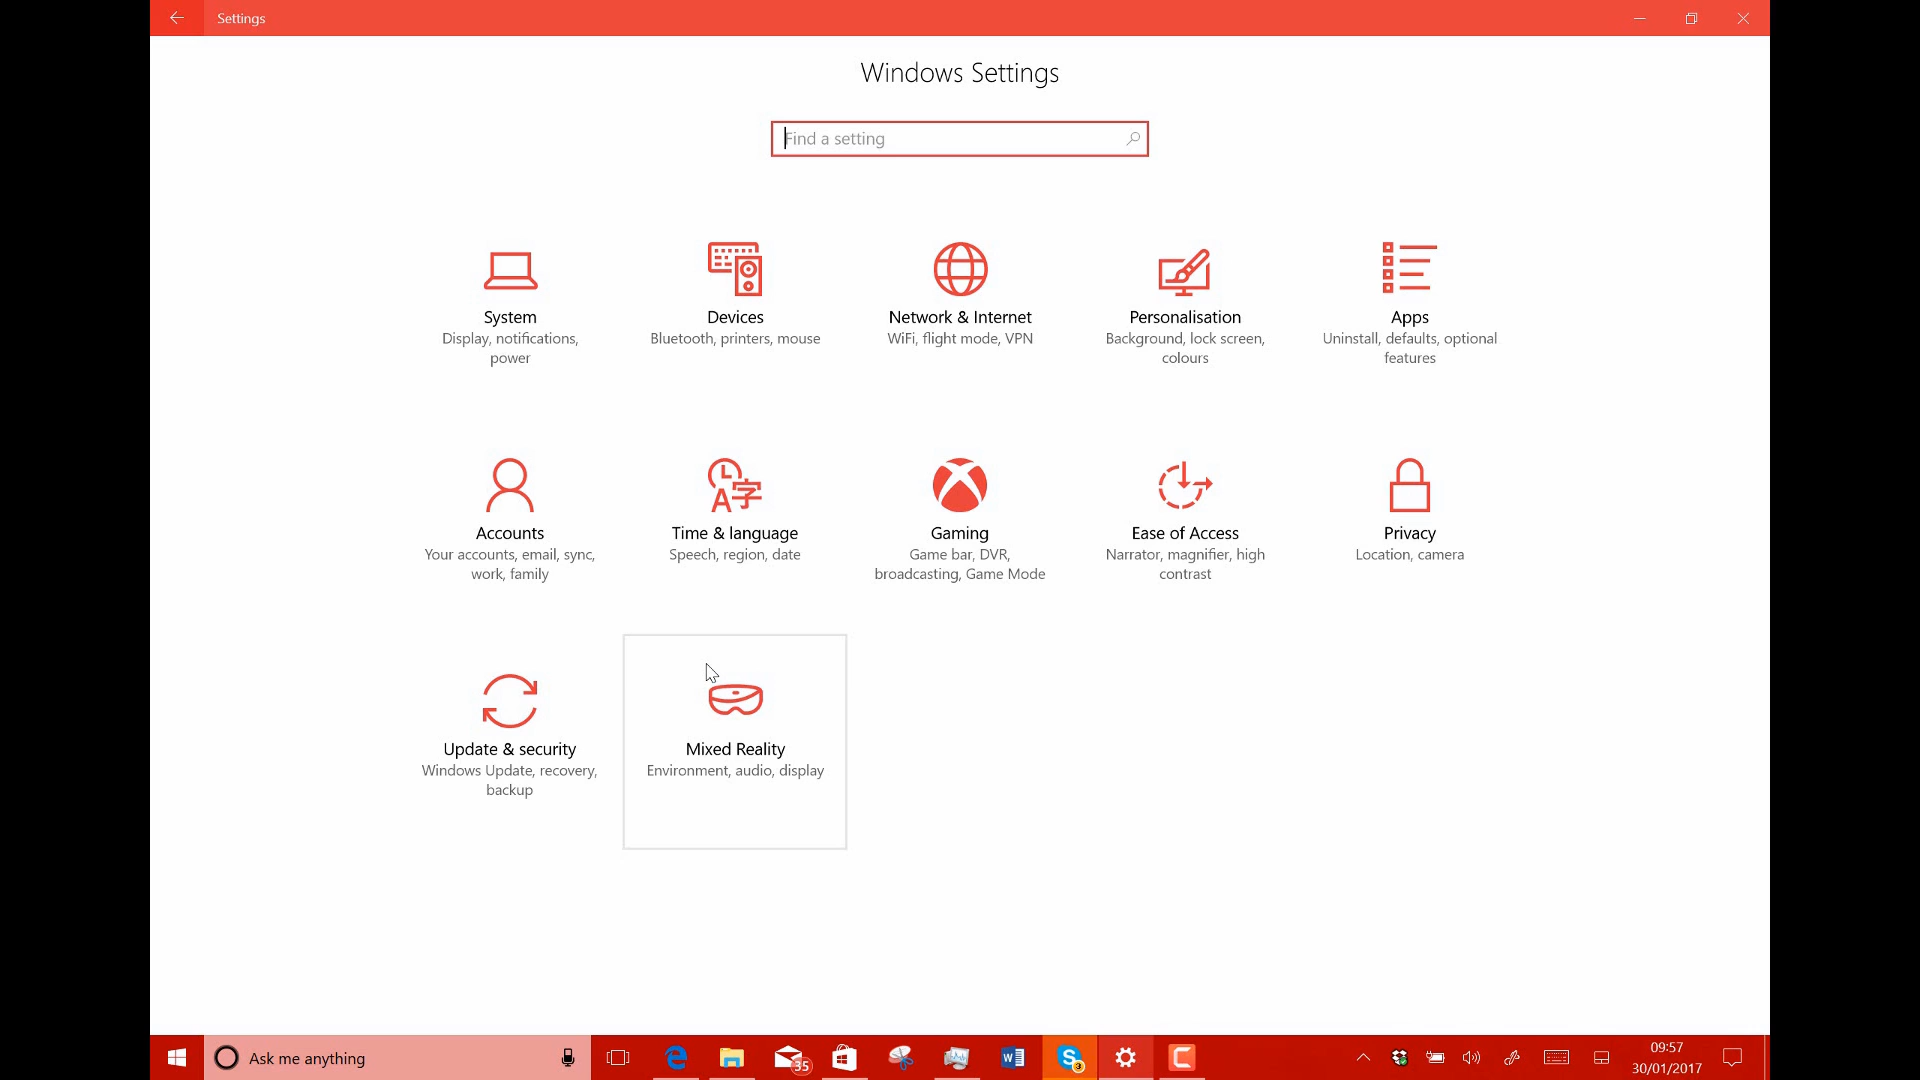 Settings
Windows Settings
Find a setting
System
Display, notifications,
power
Devices
Bluetooth, printers, mouse
Network & Internet
WiFi, flight mode, VPN
Personalisation
Background, lock screen,
colours
Apps
Uninstall, defaults, optional
features
Accounts
Your accounts, email, sync,
work, family
Time & language
Speech, region, date
Gaming
Game bar, DVR,
broadcasting, Game Mode
Ease of Access
Narrator, magnifier, high
contrast
Privacy
Location, camera
Update & security
Windows Update, recovery,
backup
Mixed Reality
Environment, audio, display
Ask me anything
35
3
09:57
30/01/2017